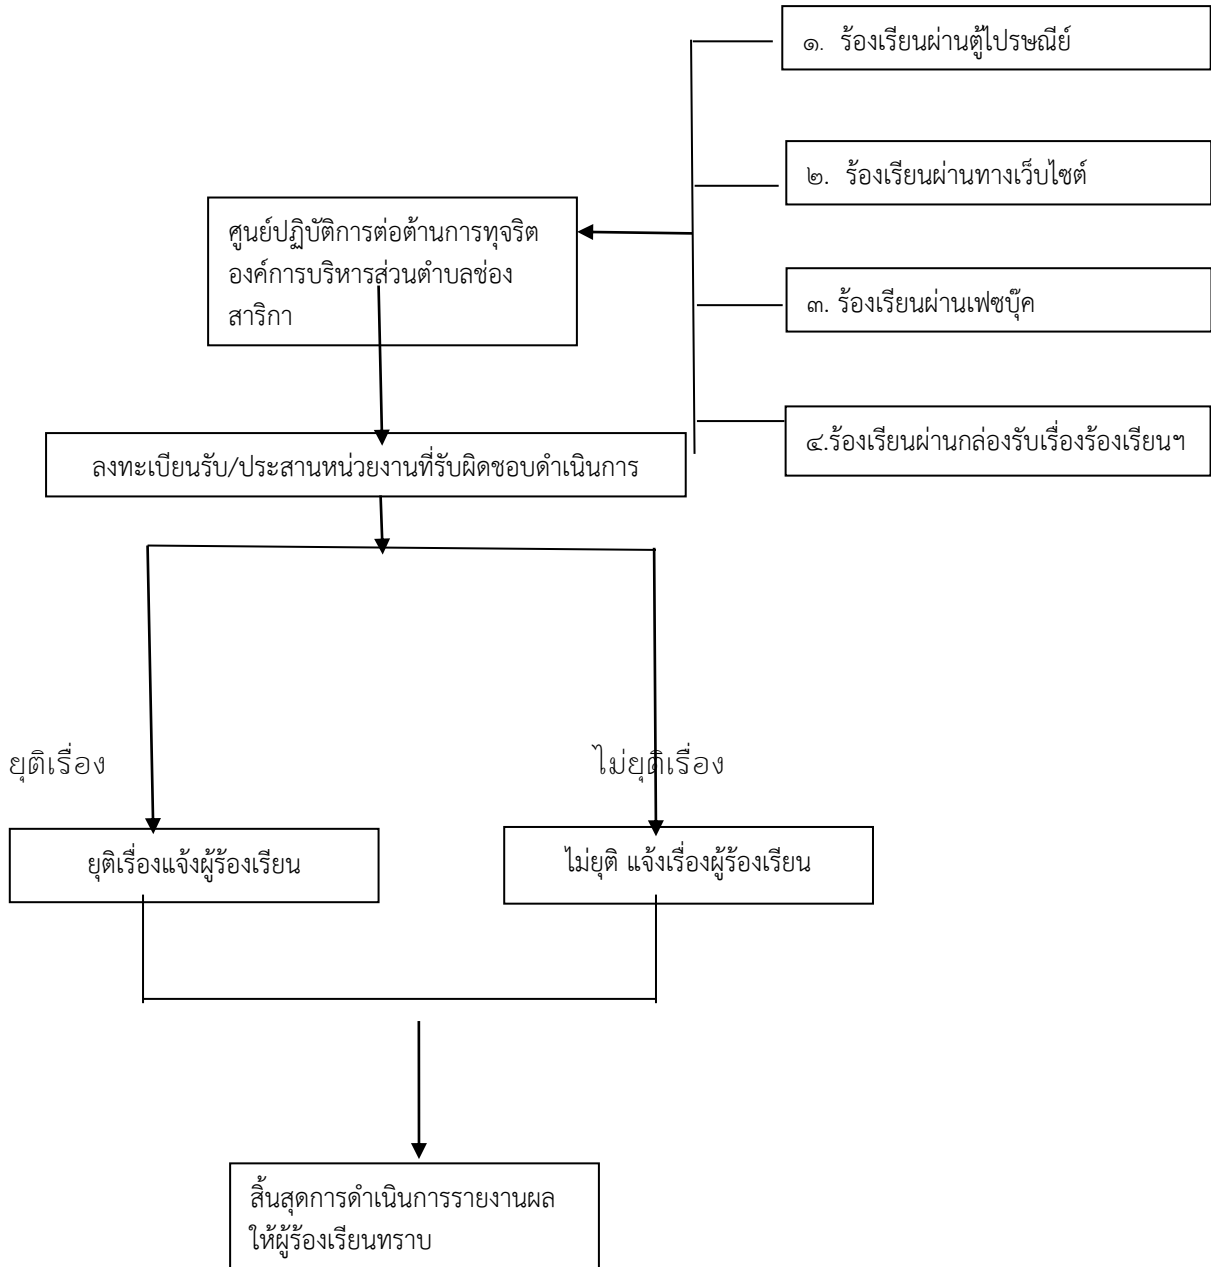 ๑. ร้องเรียนผ่านตู้ไปรษณีย์
๒. ร้องเรียนผ่านทางเว็บไซต์
ศูนย์ปฏิบัติการต่อต้านการทุจริต
องค์การบริหารส่วนตำบลช่อง
สาริกา
๓. ร้องเรียนผ่านเฟซบุ๊ค
๔.ร้องเรียนผ่านกล่องรับเรื่องร้องเรียนฯ
ลงทะเบียนรับ/ประสานหน่วยงานที่รับผิดชอบดำเนินการ
ยุติเรื่อง
ไม่ยุติเรื่อง
ยุติเรื่องแจ้งผู้ร้องเรียน
ไม่ยุติ แจ้งเรื่องผู้ร้องเรียน
สิ้นสุดการดำเนินการรายงานผล
ให้ผู้ร้องเรียนทราบ